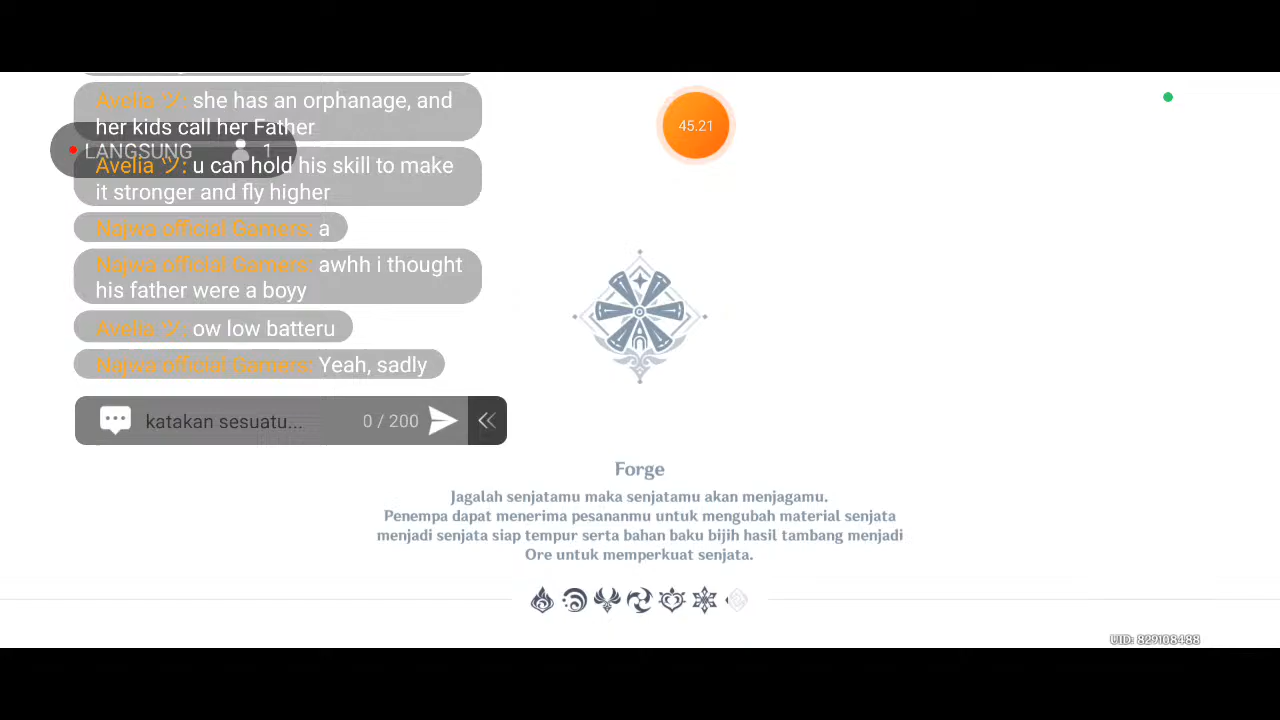 Avelia ツ: she has an orphanage, and
her kids call her Father
LANGSUNG 1
Avelia ツ: u can hold his skill to make
it stronger and fly higher
Najwa official Gamers: a
Najwa official Gamers: awhh i thought
his father were a boyy
Avelia ツ: ow low batteru
Najwa official Gamers: Yeah, sadly
katakan sesuatu... 0 / 200
45.21
Forge
Jagalah senjatamu maka senjatamu akan menjagamu.
Penempa dapat menerima pesananmu untuk mengubah material senjata
menjadi senjata siap tempur serta bahan baku bijih hasil tambang menjadi
Ore untuk memperkuat senjata.
UID: 829108488